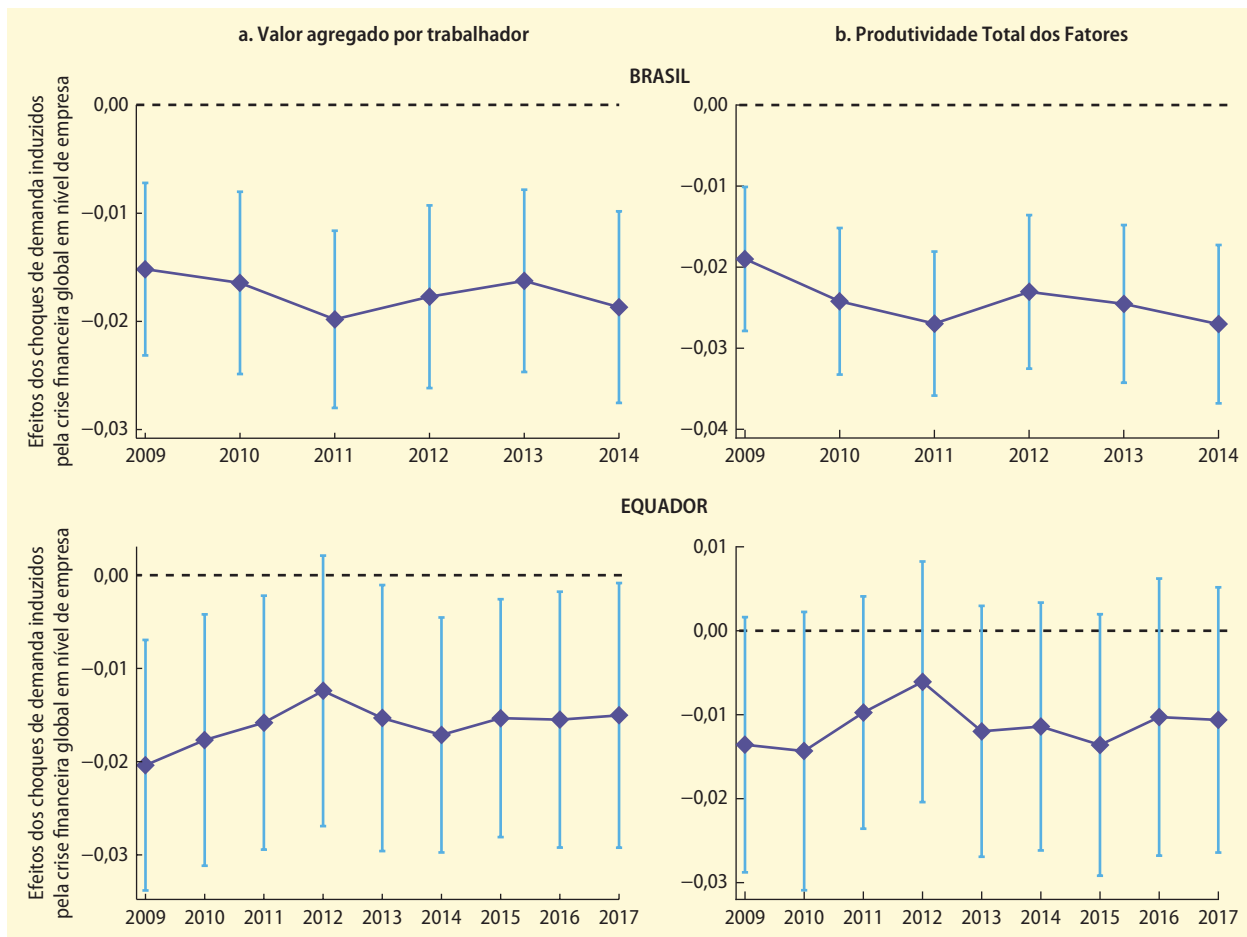 a. Valor agregado por trabalhador
b. Produtividade Total dos Fatores
BRASIL
Efeitos dos choques de demanda induzidos
pela crise financeira global em nível de empresa
0,00
−0,01
−0,02
−0,03
2009 2010 2011 2012 2013 2014
0,00
−0,01
−0,02
−0,03
−0,04
2009 2010 2011 2012 2013 2014
EQUADOR
Efeitos dos choques de demanda induzidos
pela crise financeira global em nível de empresa
0,00
−0,01
−0,02
−0,03
2009 2010 2011 2012 2013 2014 2015 2016 2017
0,01
0,00
−0,01
−0,02
−0,03
2009 2010 2011 2012 2013 2014 2015 2016 2017